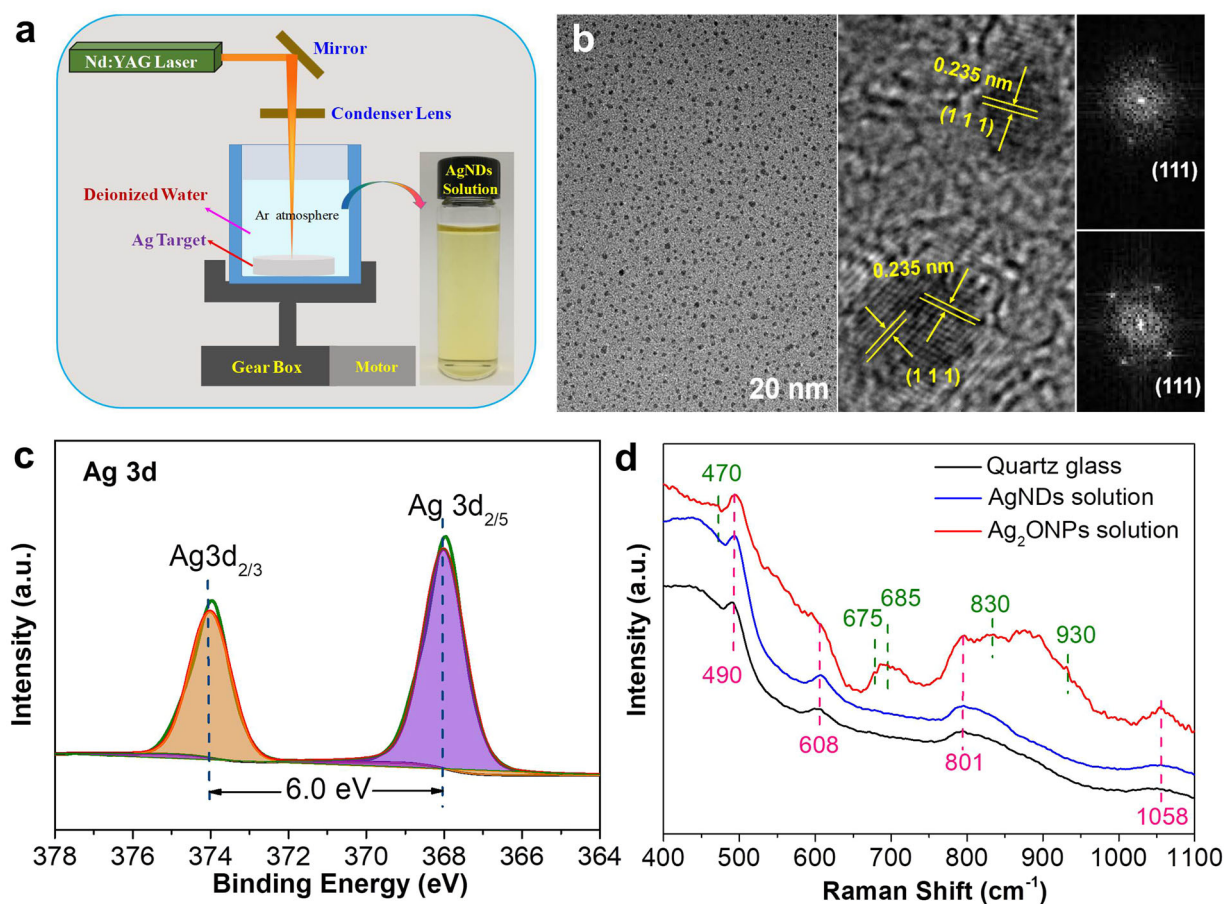 a
Nd:YAG Laser
Mirror
Condenser Lens
AgNDs
Solution
Deionized Water
Ar atmosphere
Ag Target
Gear Box
Motor
b
0.235 nm
(1 1 1)
0.235 nm
(1 1 1)
20 nm
(111)
(111)
c
Ag 3d
Ag3d2/3
Ag 3d2/5
6.0 eV
Intensity (a.u.)
378 376 374 372 370 368 366 364
Binding Energy (eV)
d
Quartz glass
AgNDs solution
Ag2ONPs solution
470
675
685
830
930
490
608
801
1058
Intensity (a.u.)
400 500 600 700 800 900 1000 1100
Raman Shift (cm⁻¹)